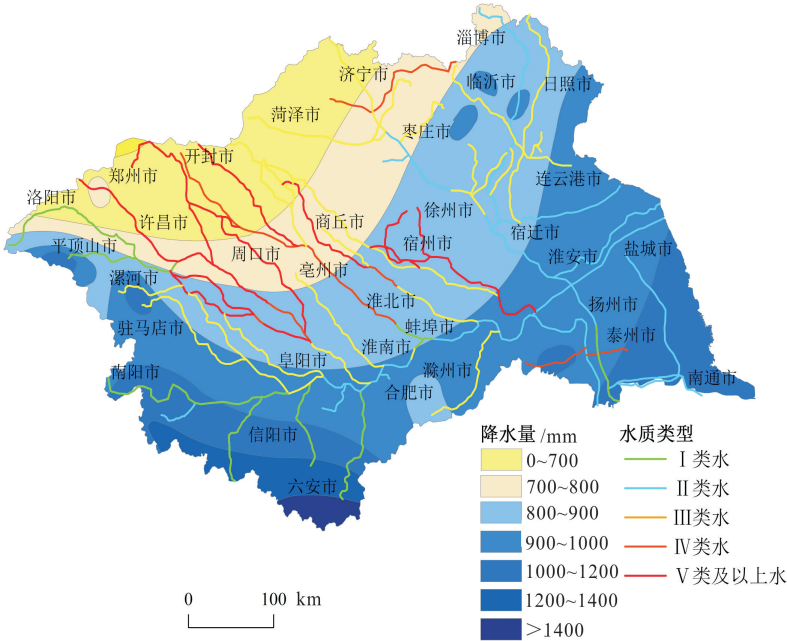 淄博市
济宁市
临沂市
日照市
菏泽市
枣庄市
开封市
郑州市
连云港市
洛阳市
许昌市
商丘市
徐州市
宿迁市
平顶山市
周口市
宿州市
淮安市
盐城市
漯河市
亳州市
淮北市
扬州市
驻马店市
蚌埠市
泰州市
阜阳市
淮南市
南阳市
滁州市
南通市
合肥市
信阳市
六安市
降水量 /mm
0~700
700~800
800~900
900~1000
1000~1200
1200~1400
>1400
水质类型
Ⅰ类水
Ⅱ类水
Ⅲ类水
Ⅳ类水
Ⅴ类及以上水
0 100 km